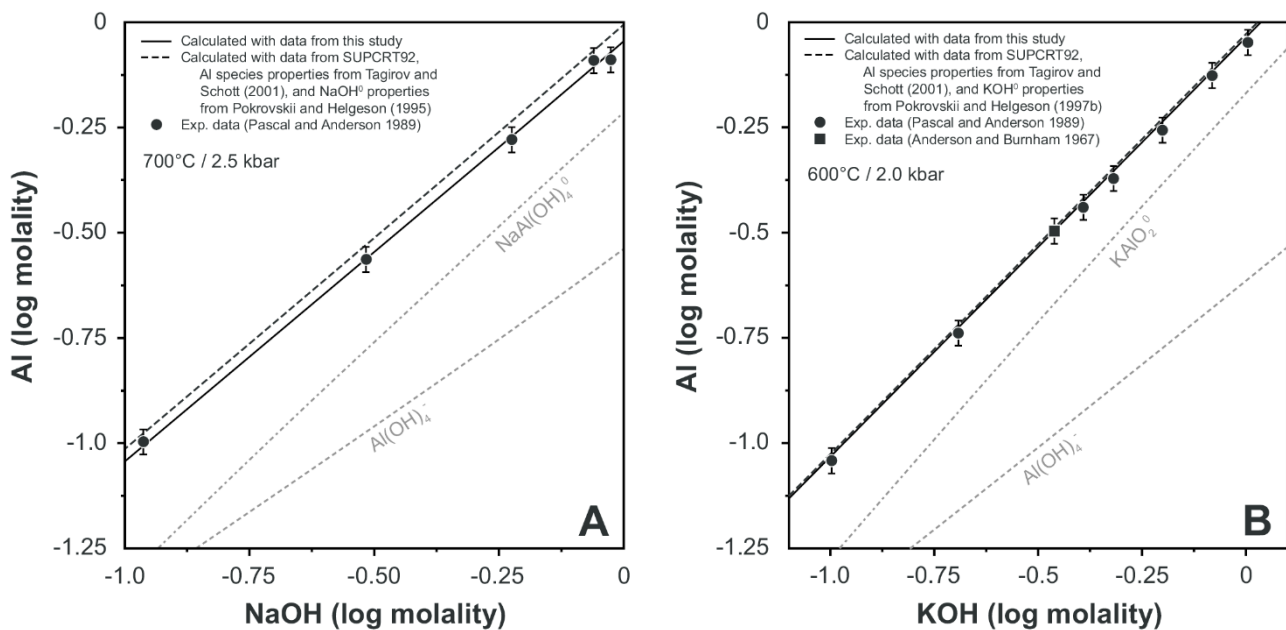 0
-0.25
-0.50
-0.75
-1.0
-1.25
Al (log molality)
Calculated with data from this study
Calculated with data from SUPCRT92,
Al species properties from Tagirov and
Schott (2001), and NaOH⁰ properties
from Pokrovskii and Helgeson (1995)
Exp. data (Pascal and Anderson 1989)
700°C / 2.5 kbar
NaAl(OH)₄⁰
Al(OH)₄⁻
A
-1.0
-0.75
-0.50
-0.25
0
NaOH (log molality)
0
-0.25
-0.50
-0.75
-1.0
-1.25
Al (log molality)
Calculated with data from this study
Calculated with data from SUPCRT92,
Al species properties from Tagirov and
Schott (2001), and KOH⁰ properties
from Pokrovskii and Helgeson (1997b)
Exp. data (Pascal and Anderson 1989)
Exp. data (Anderson and Burnham 1967)
600°C / 2.0 kbar
KAlO₂⁰
Al(OH)₄⁻
B
-1.0
-0.75
-0.50
-0.25
0
KOH (log molality)